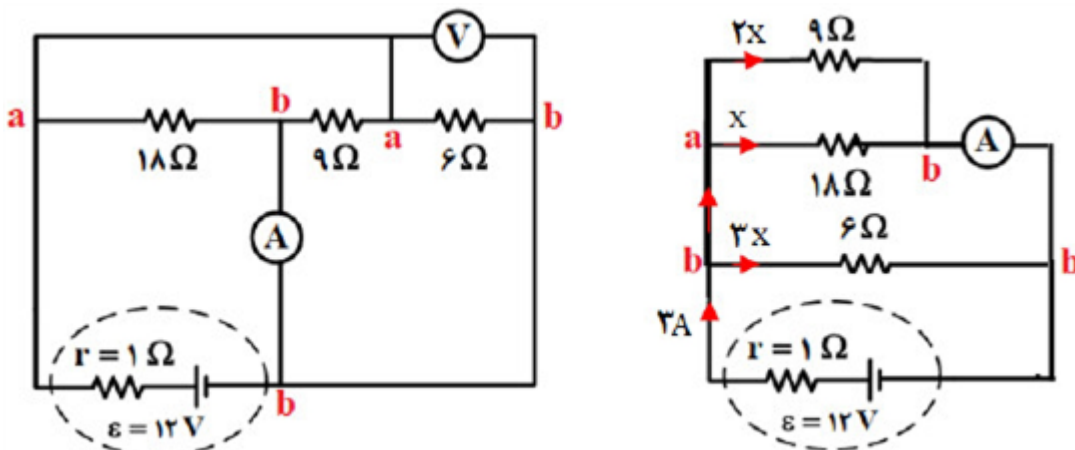 V
a
b
a
b
۱۸Ω
۹Ω
۶Ω
A
r = ۱ Ω
ε = ۱۲ V
b
۲x
۹Ω
a
x
۱۸Ω
b
A
۶Ω
b
۳x
b
۳A
r = ۱ Ω
ε = ۱۲ V